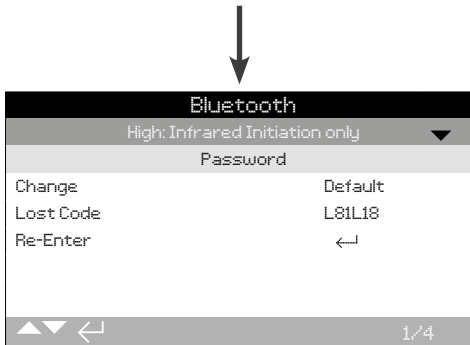 Bluetooth
High: Infrared Initiation only
Password
Change Default
Lost Code L81L18
Re-Enter
1/4